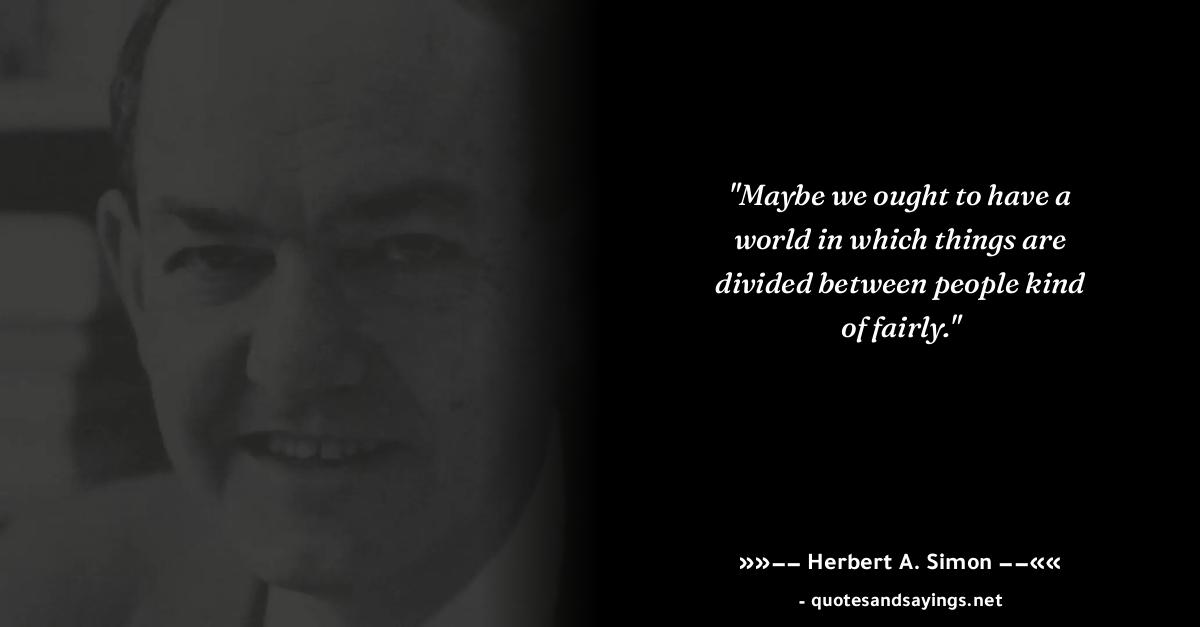 "Maybe we ought to have a
world in which things are
divided between people kind
of fairly."
»»−− Herbert A. Simon −−««
- quotesandsayings.net